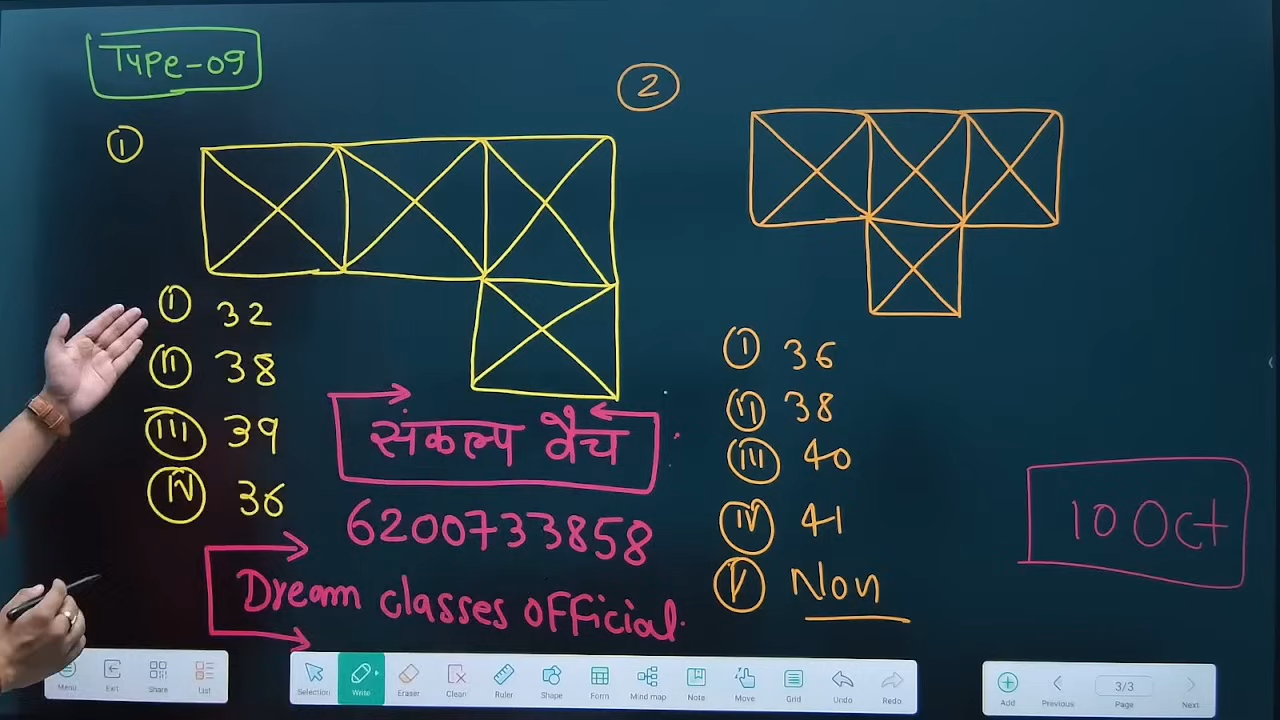 Type-09
1
2
i 32
ii 38
iii 39
iv 36
i 36
ii 38
iii 40
iv 41
v Non
संकल्प बैच
6200733858
Dream classes official.
10 Oct
Menu Exit Share List
Selection Write Eraser Clean Ruler Shape Form Mind map Note Move Grid Undo Redo
Add Previous 3/3 Page Next